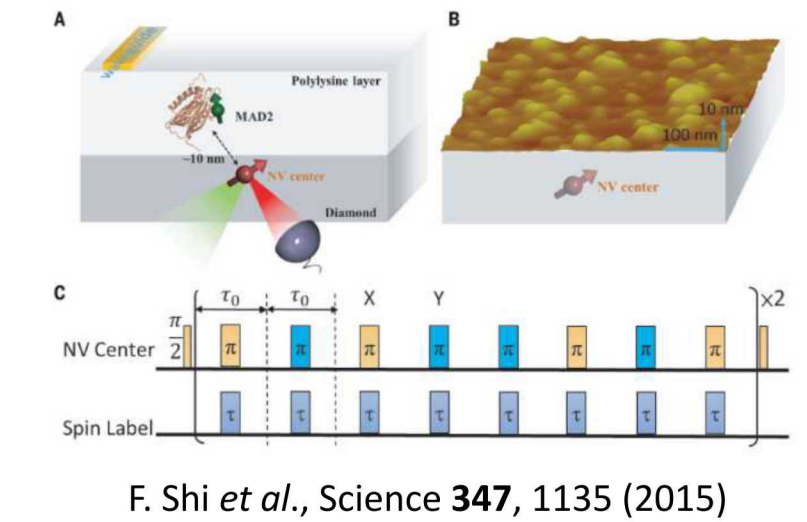 A
waveguide
Polylysine layer
MAD2
~10 nm
NV center
Diamond
B
10 nm
100 nm
NV center
C
τ₀ τ₀ X Y ×2
NV Center π/2 π π π π π π π π
Spin Label τ τ τ τ τ τ τ τ
F. Shi et al., Science 347, 1135 (2015)